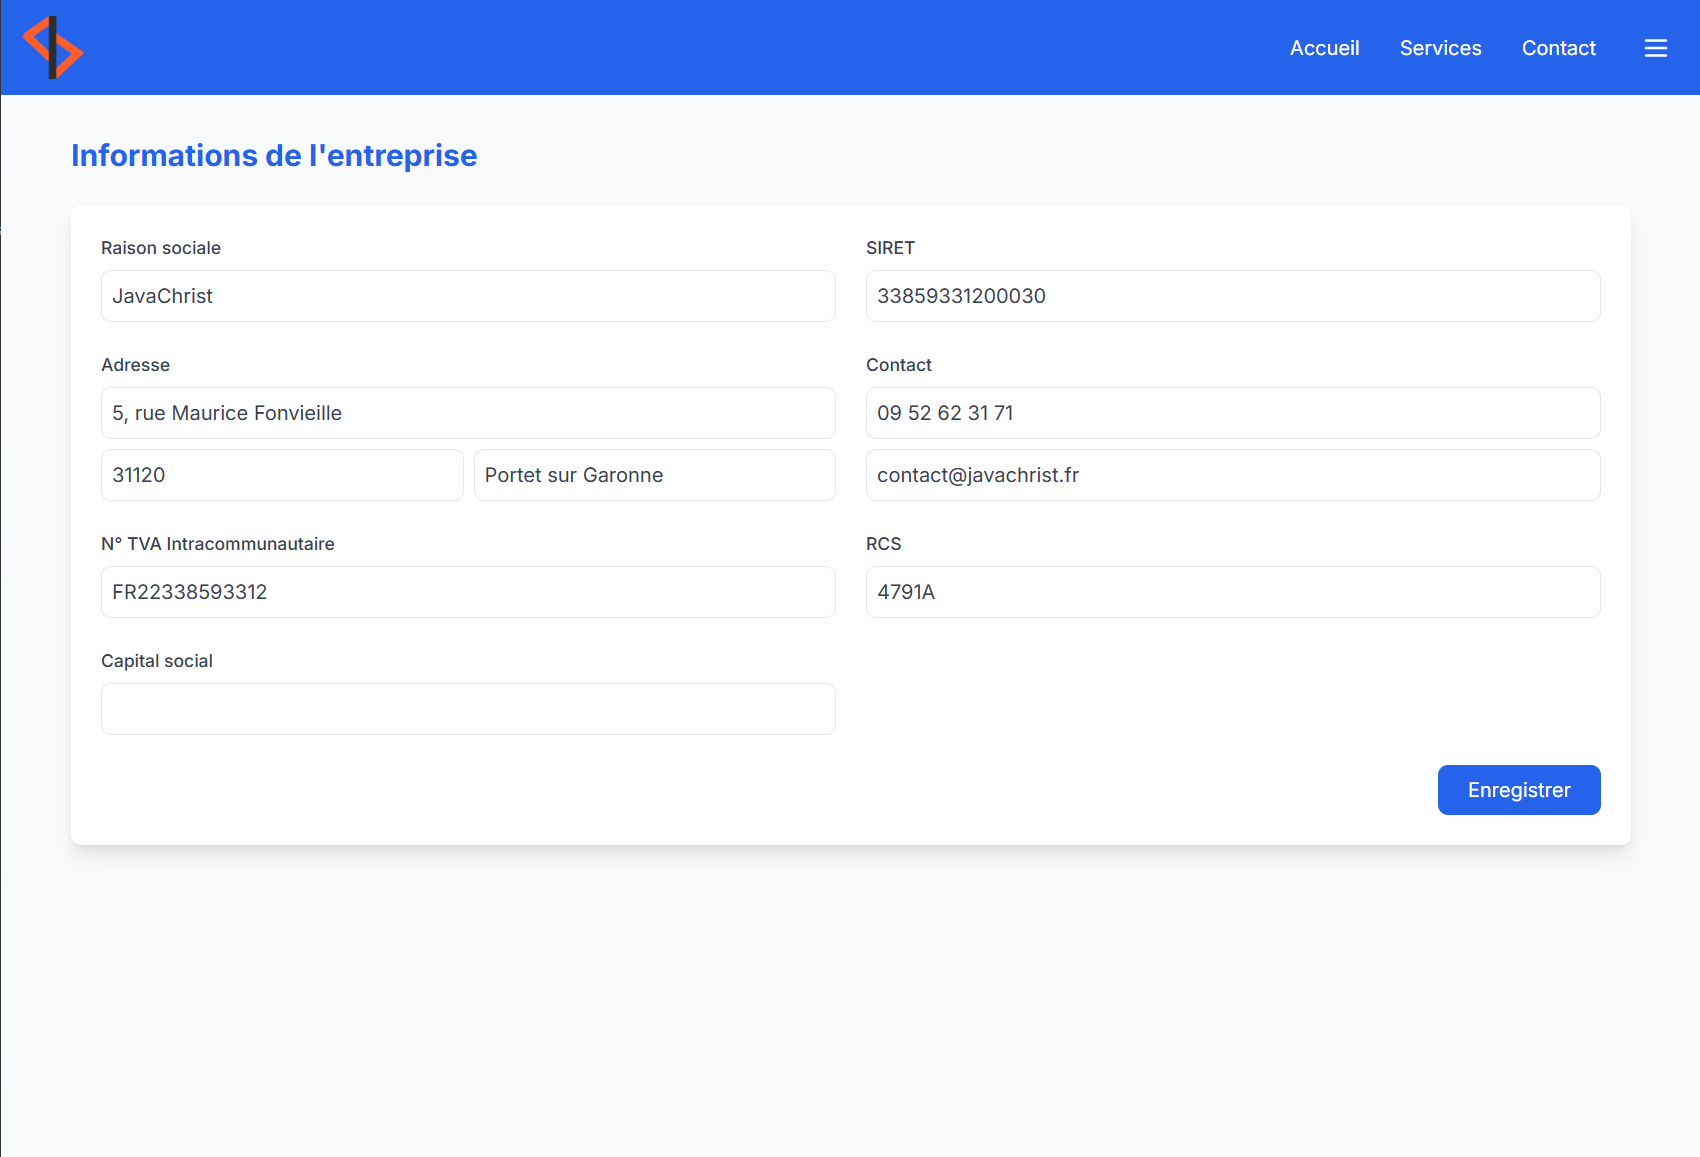 Accueil Services Contact
Informations de l'entreprise
Raison sociale
JavaChrist
SIRET
33859331200030
Adresse
5, rue Maurice Fonvieille
31120 Portet sur Garonne
Contact
09 52 62 31 71
contact@javachrist.fr
N° TVA Intracommunautaire
FR22338593312
RCS
4791A
Capital social
Enregistrer